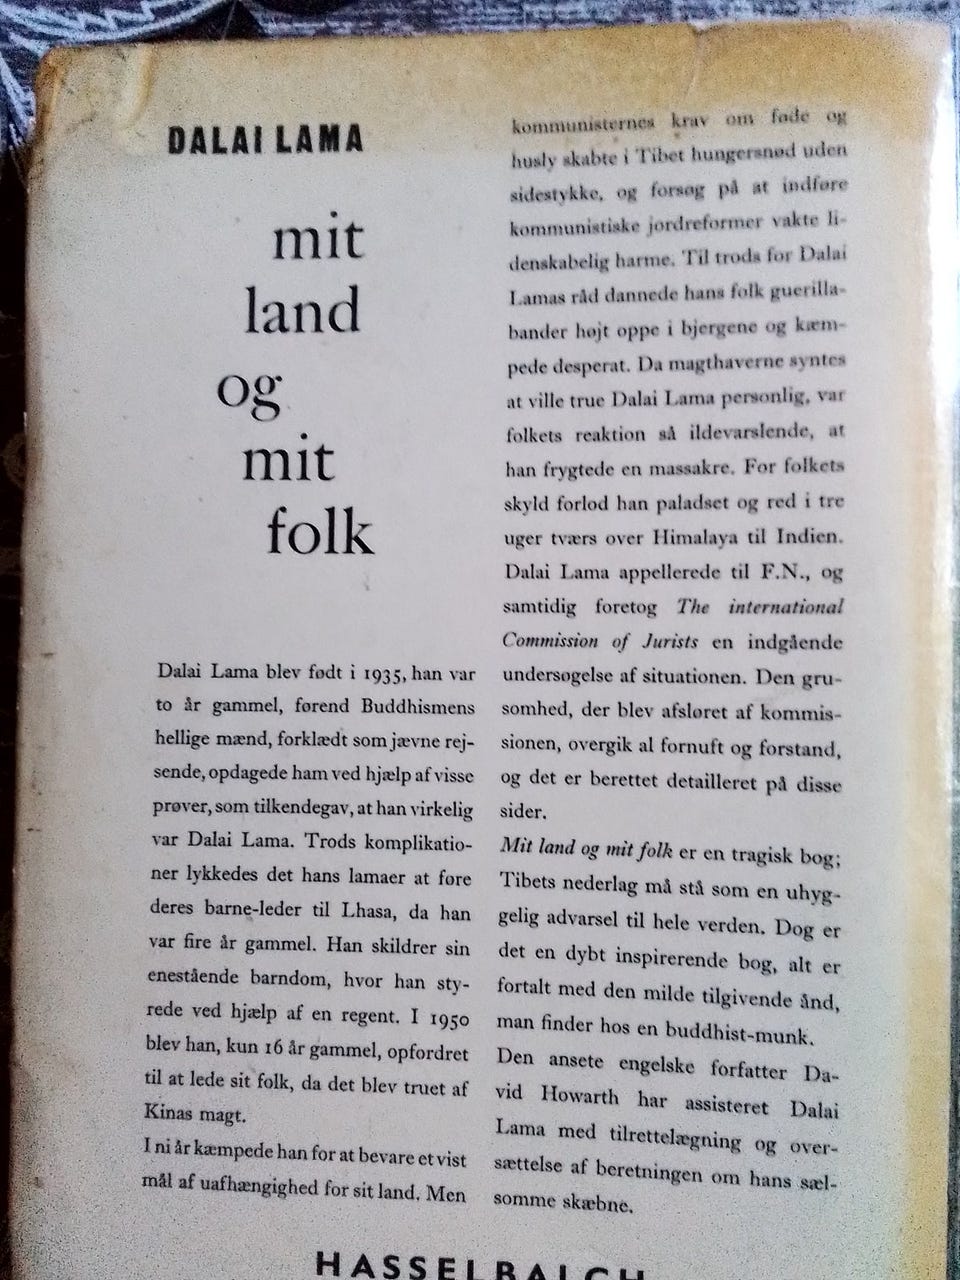 DALAI LAMA
mit
land
og
mit
folk
Dalai Lama blev født i 1935, han var
to år gammel, førend Buddhismens
hellige mænd, forklædt som jævne rej-
sende, opdagede ham ved hjælp af visse
prøver, som tilkendegav, at han virkelig
var Dalai Lama. Trods komplikatio-
ner lykkedes det hans lamaer at føre
deres barne-leder til Lhasa, da han
var fire år gammel. Han skildrer sin
enestående barndom, hvor han sty-
rede ved hjælp af en regent. I 1950
blev han, kun 16 år gammel, opfordret
til at lede sit folk, da det blev truet af
Kinas magt.
I ni år kæmpede han for at bevare et vist
mål af uafhængighed for sit land. Men
kommunisternes krav om føde og
husly skabte i Tibet hungersnød uden
sidestykke, og forsøg på at indføre
kommunistiske jordreformer vakte li-
denskabelig harme. Til trods for Dalai
Lamas råd dannede hans folk guerilla-
bander højt oppe i bjergene og kæm-
pede desperat. Da magthaverne syntes
at ville true Dalai Lama personlig, var
folkets reaktion så ildevarslende, at
han frygtede en massakre. For folkets
skyld forlod han paladset og red i tre
uger tværs over Himalaya til Indien.
Dalai Lama appellerede til F.N., og
samtidig foretog The international
Commission of Jurists en indgående
undersøgelse af situationen. Den gru-
somhed, der blev afsløret af kommis-
sionen, overgik al fornuft og forstand,
og det er berettet detailleret på disse
sider.
Mit land og mit folk er en tragisk bog;
Tibets nederlag må stå som en uhyg-
gelig advarsel til hele verden. Dog er
det en dybt inspirerende bog, alt er
fortalt med den milde tilgivende ånd,
man finder hos en buddhist-munk.
Den ansete engelske forfatter Da-
vid Howarth har assisteret Dalai
Lama med tilrettelægning og over-
sættelse af beretningen om hans sæl-
somme skæbne.
HASSELBALCH